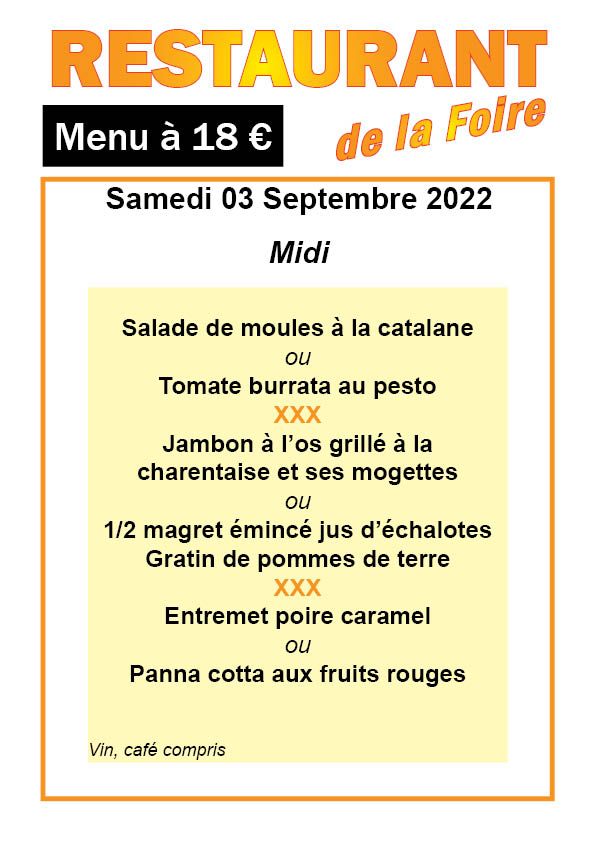 RESTAURANT
de la Foire
Menu à 18 €
Samedi 03 Septembre 2022
Midi
Salade de moules à la catalane
ou
Tomate burrata au pesto
XXX
Jambon à l’os grillé à la
charentaise et ses mogettes
ou
1/2 magret émincé jus d’échalotes
Gratin de pommes de terre
XXX
Entremet poire caramel
ou
Panna cotta aux fruits rouges
Vin, café compris